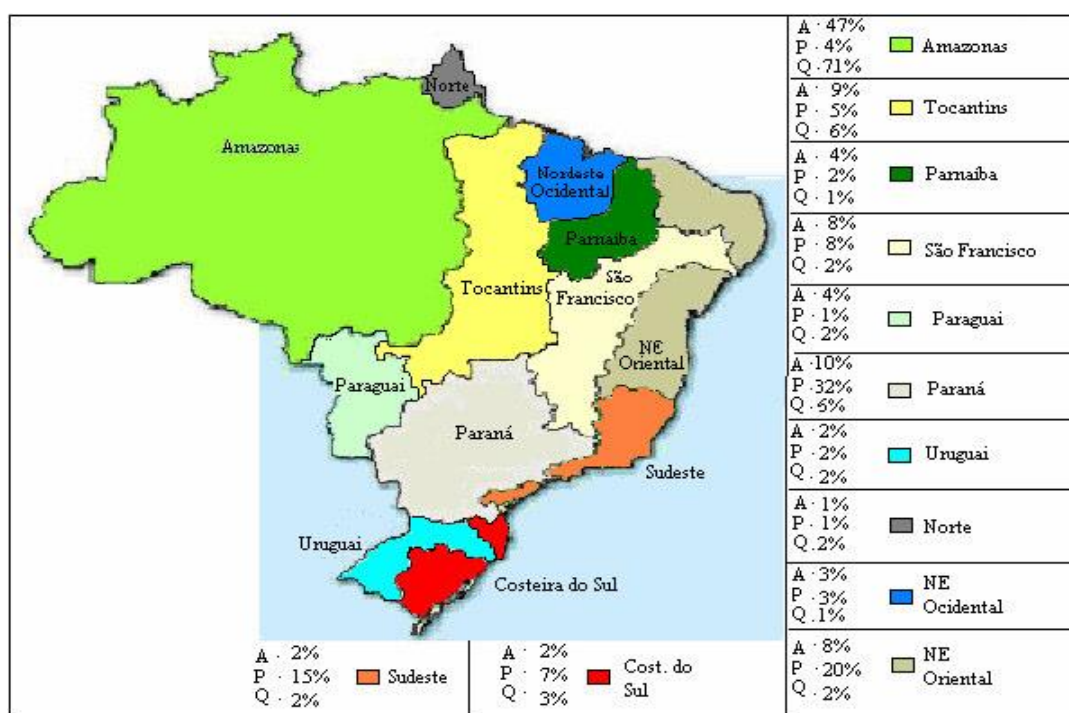 Norte
Amazonas
Nordeste
Ocidental
Parnaiba
São
Francisco
Tocantins
NE
Oriental
Paraguai
Paraná
Sudeste
Uruguai
Costeira do Sul
A · 47%
P · 4%
Q · 71%
Amazonas
A · 9%
P · 5%
Q · 6%
Tocantins
A · 4%
P · 2%
Q · 1%
Parnaiba
A · 8%
P · 8%
Q · 2%
São Francisco
A · 4%
P · 1%
Q · 2%
Paraguai
A · 10%
P · 32%
Q · 6%
Paraná
A · 2%
P · 2%
Q · 2%
Uruguai
A · 1%
P · 1%
Q · 2%
Norte
A · 3%
P · 3%
Q · 1%
NE
Ocidental
A · 8%
P · 20%
Q · 2%
NE
Oriental
A · 2%
P · 15%
Q · 2%
Sudeste
A · 2%
P · 7%
Q · 3%
Cost. do
Sul